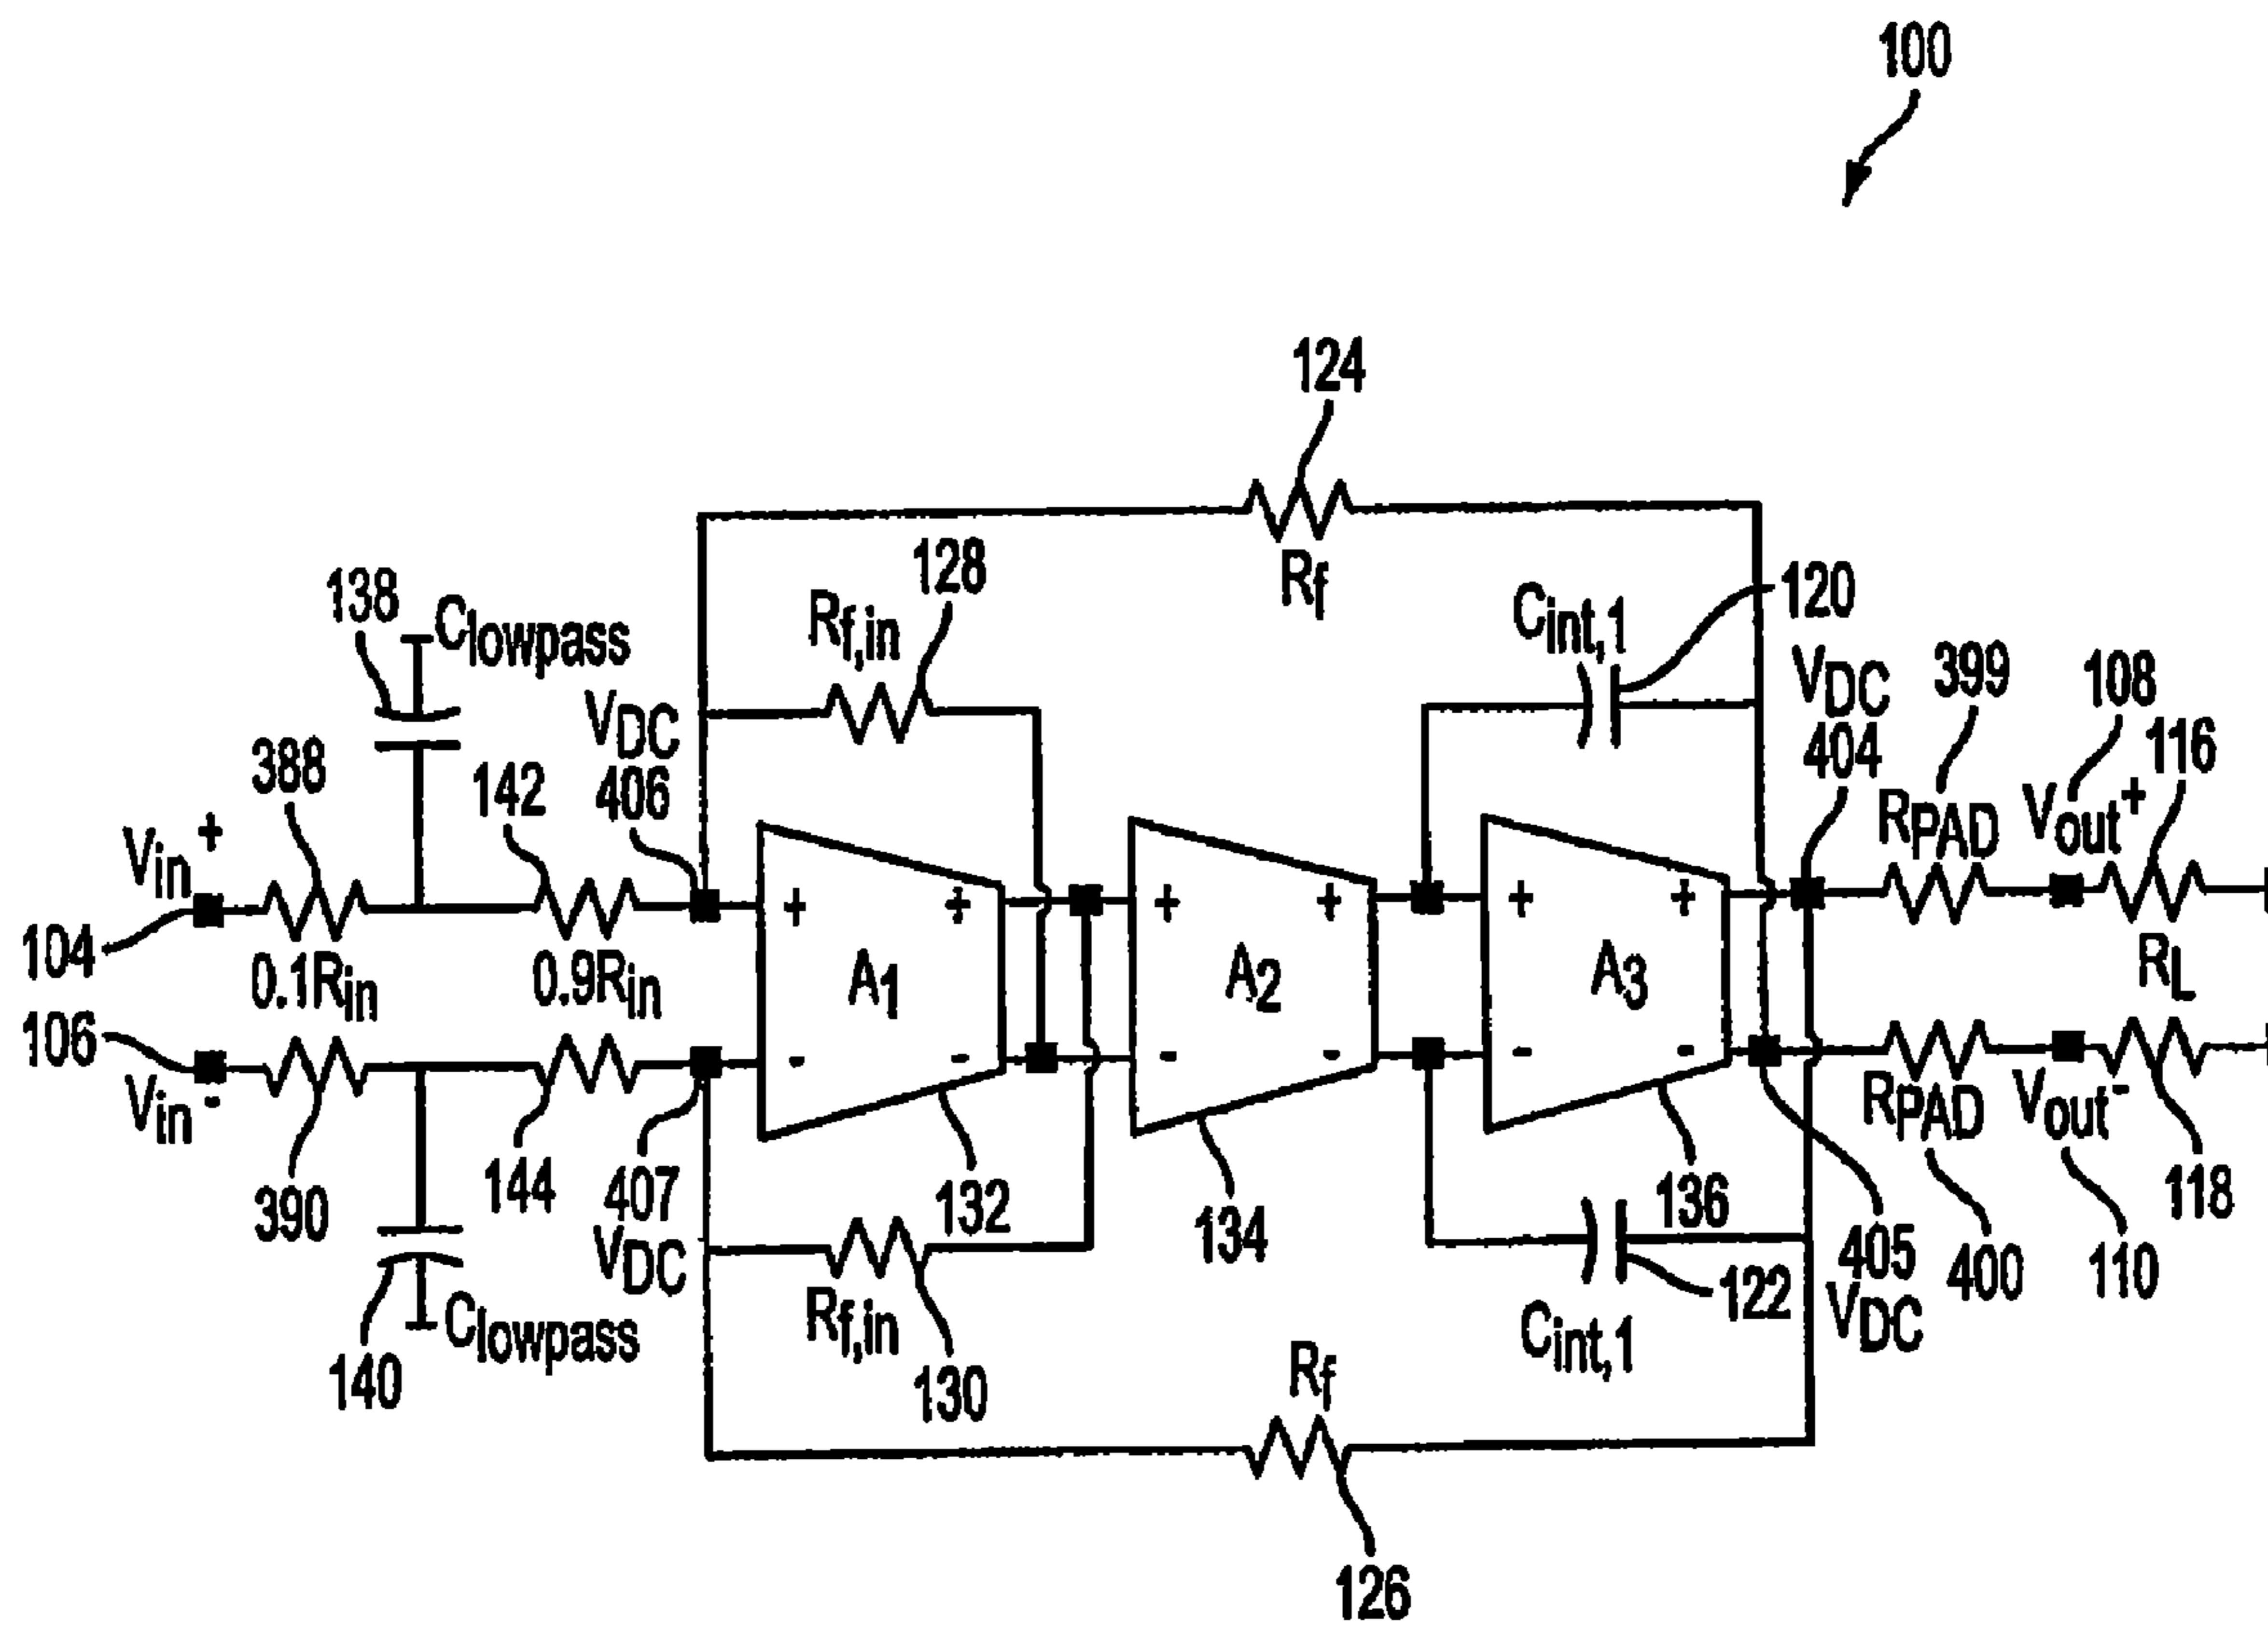 100
124
Rf
128
Rf,in
138
Clowpass
120
Cint,1
VDC
404
399
RPAD
108
Vout+
116
388
142
VDC
406
Vin+
104
0.1Rin
0.9Rin
+ +
A1
- -
+ +
A2
- -
+ +
A3
- -
RL
106
Vin-
390
144
407
VDC
132
134
136
405
VDC
RPAD
400
Vout-
110
118
140
Clowpass
Rf,in
130
122
Cint,1
Rf
126